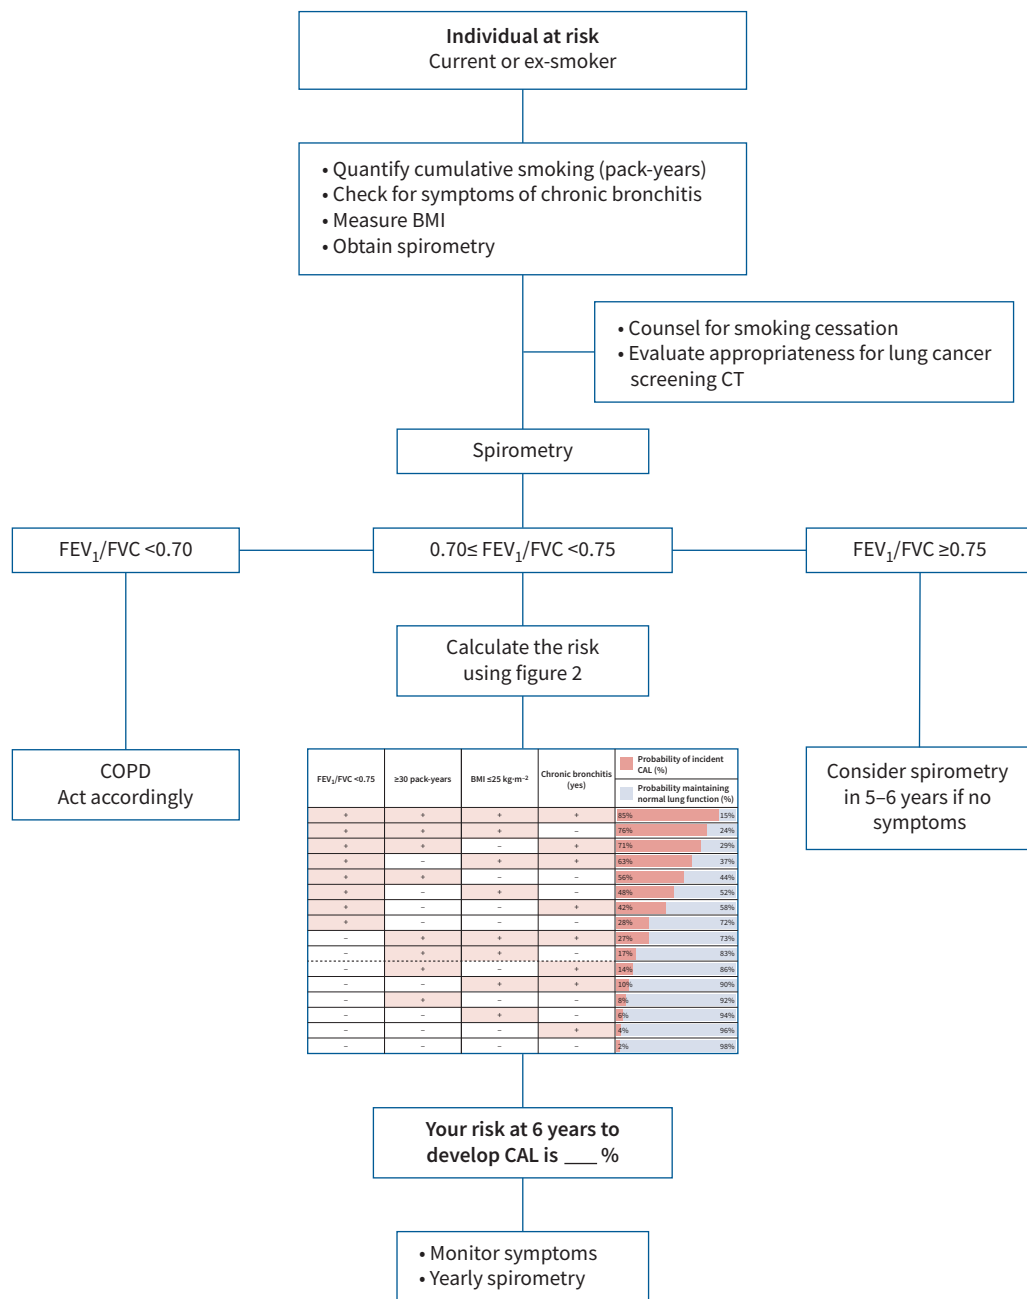 Individual at risk
Current or ex-smoker
• Quantify cumulative smoking (pack-years)
• Check for symptoms of chronic bronchitis
• Measure BMI
• Obtain spirometry
• Counsel for smoking cessation
• Evaluate appropriateness for lung cancer
screening CT
Spirometry
FEV₁/FVC <0.70
0.70≤ FEV₁/FVC <0.75
FEV₁/FVC ≥0.75
Calculate the risk
using figure 2
COPD
Act accordingly
Consider spirometry
in 5–6 years if no
symptoms
FEV₁/FVC <0.75 ≥30 pack-years BMI ≤25 kg·m⁻² Chronic bronchitis
(yes)
Probability of incident
CAL (%)
Probability maintaining
normal lung function (%)
+ + + + 85% 15%
+ + + – 76% 24%
+ + – + 71% 29%
+ – + + 63% 37%
+ + – – 56% 44%
+ – + – 48% 52%
+ – – + 42% 58%
+ – – – 28% 72%
– + + + 27% 73%
– + + – 17% 83%
– + – + 14% 86%
– – + + 10% 90%
– + – – 8% 92%
– – + – 6% 94%
– – – + 4% 96%
– – – – 2% 98%
Your risk at 6 years to
develop CAL is ___ %
• Monitor symptoms
• Yearly spirometry